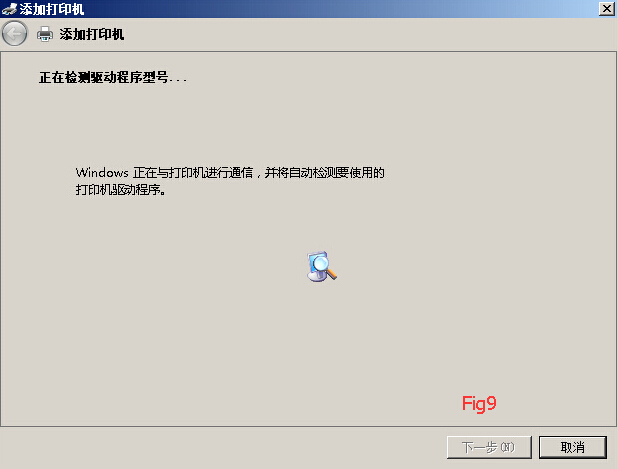 添加打印机
添加打印机
正在检测驱动程序型号...
Windows 正在与打印机进行通信，并将自动检测要使用的
打印机驱动程序。
Fig9
下一步(N)
取消